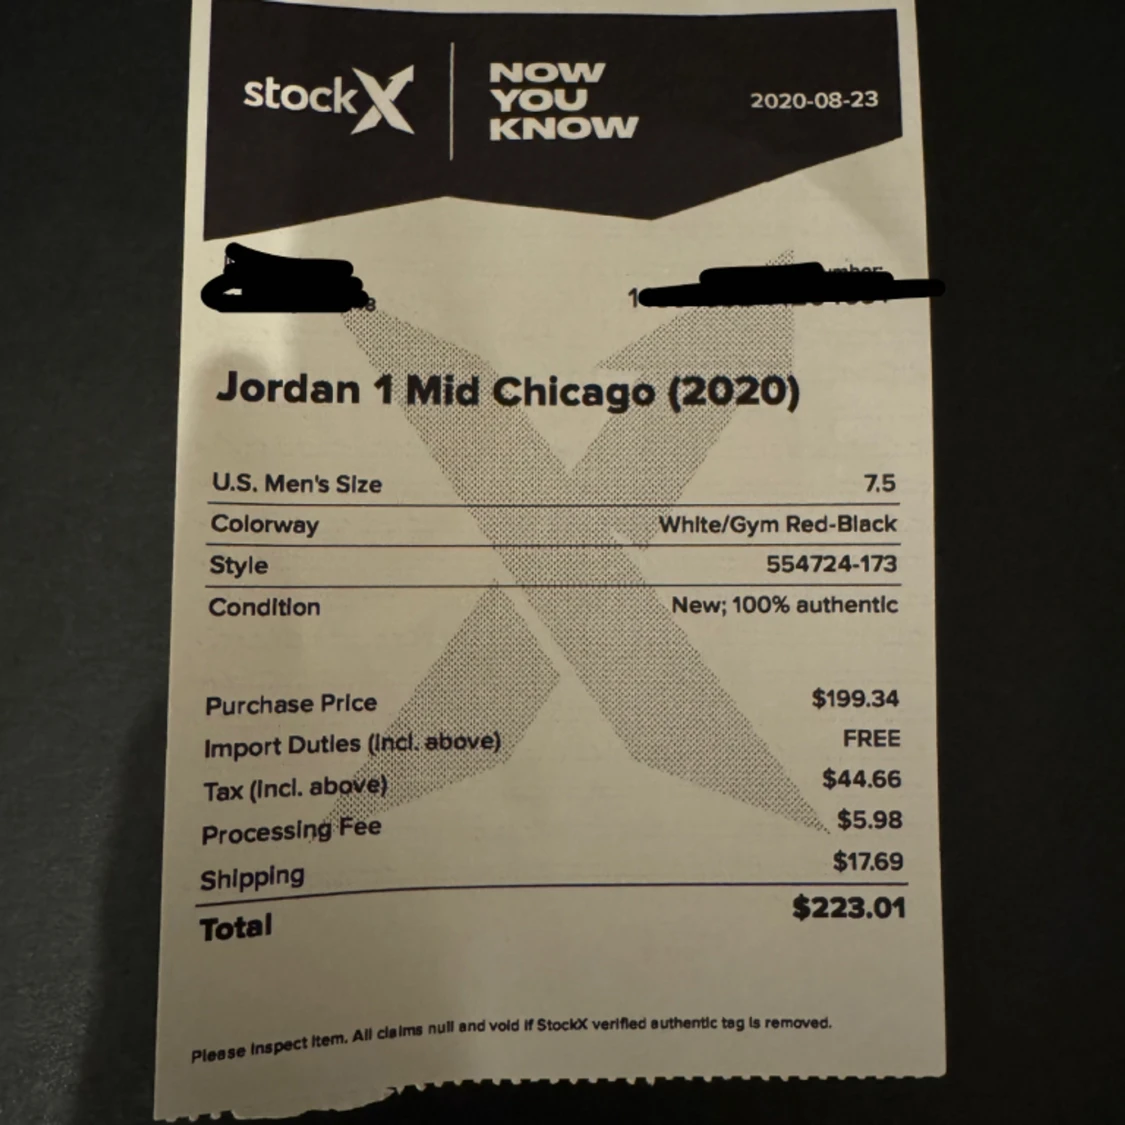 stockX
NOW
YOU
KNOW
2020-08-23
Jordan 1 Mid Chicago (2020)
U.S. Men's Size 7.5
Colorway White/Gym Red-Black
Style 554724-173
Condition New; 100% authentic
Purchase Price $199.34
Import Duties (incl. above) FREE
Tax (incl. above) $44.66
Processing Fee $5.98
Shipping $17.69
Total $223.01
Please inspect item. All claims null and void if StockX verified authentic tag is removed.